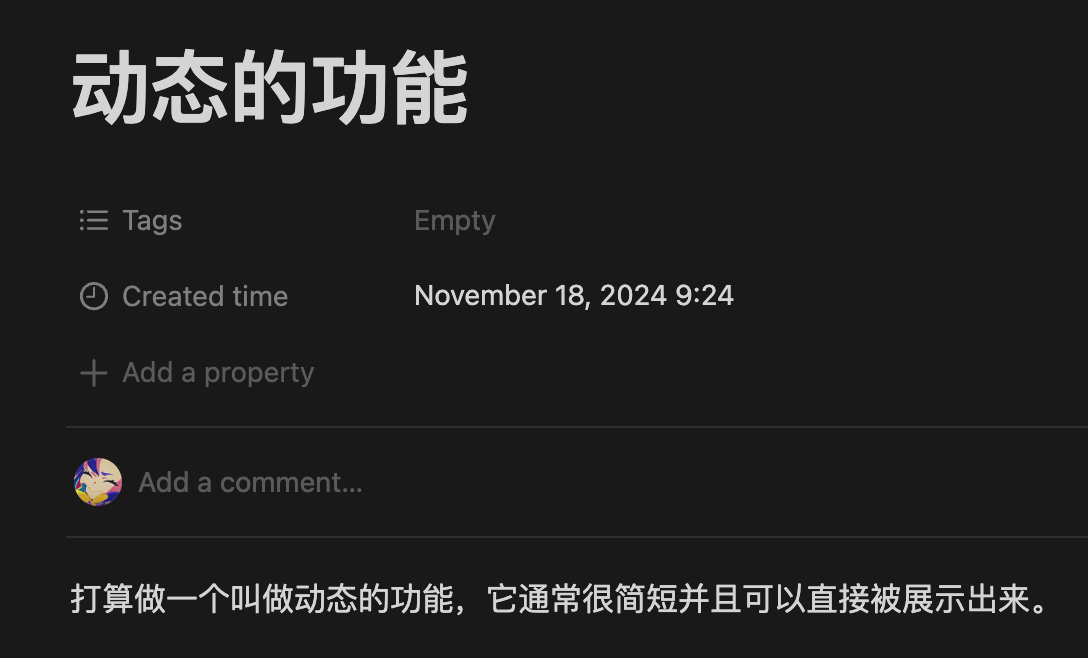 动态的功能
Tags Empty
Created time November 18, 2024 9:24
Add a property
Add a comment...
打算做一个叫做动态的功能，它通常很简短并且可以直接被展示出来。